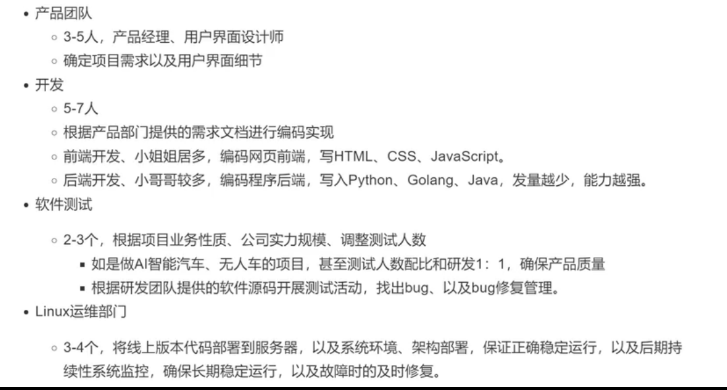 产品团队
3-5人，产品经理、用户界面设计师
确定项目需求以及用户界面细节
开发
5-7人
根据产品部门提供的需求文档进行编码实现
前端开发、小姐姐居多，编码网页前端，写HTML、CSS、JavaScript。
后端开发、小哥哥较多，编码程序后端，写入Python、Golang、Java，发量越少，能力越强。
软件测试
2-3个，根据项目业务性质、公司实力规模、调整测试人数
如是做AI智能汽车、无人车的项目，甚至测试人数配比和研发1：1，确保产品质量
根据研发团队提供的软件源码开展测试活动，找出bug、以及bug修复管理。
Linux运维部门
3-4个，将线上版本代码部署到服务器，以及系统环境、架构部署，保证正确稳定运行，以及后期持
续性系统监控，确保长期稳定运行，以及故障时的及时修复。